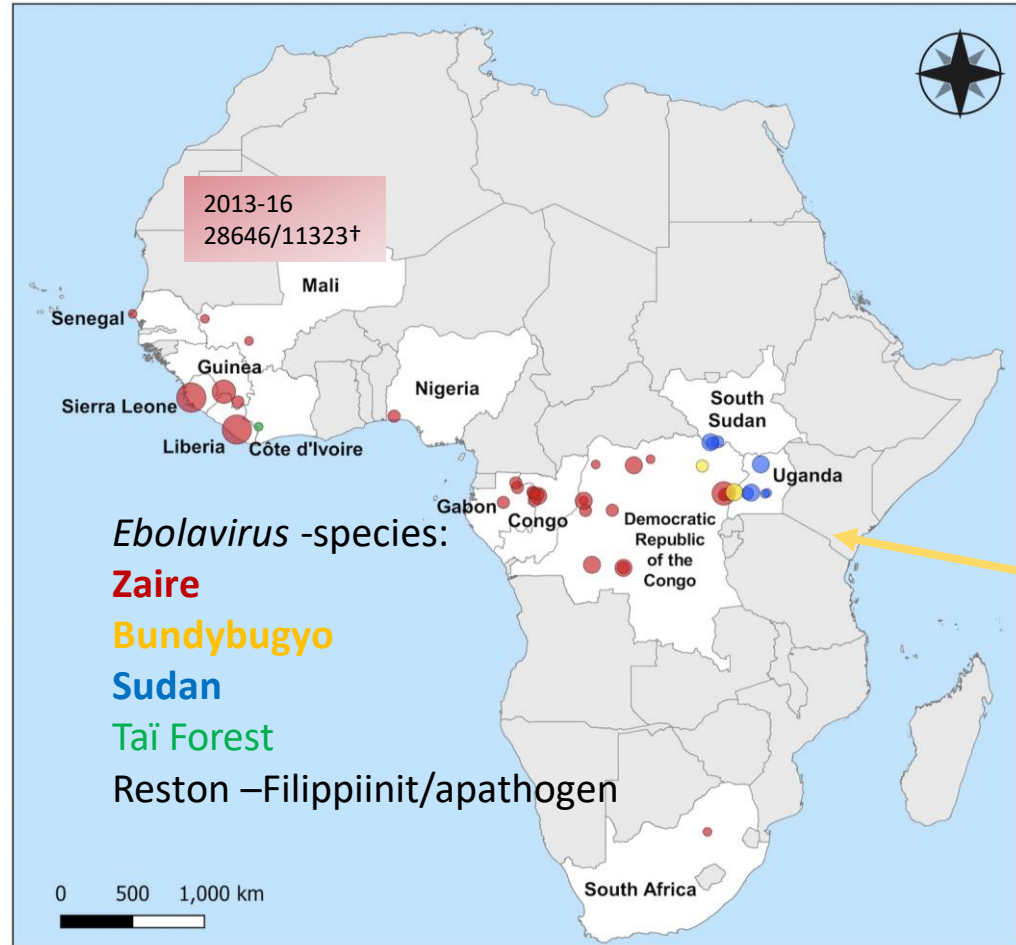 2013-16
28646/11323†
Mali
Senegal
Guinea
Nigeria
Sierra Leone
South
Sudan
Liberia
Côte d'Ivoire
Uganda
Gabon
Congo
Democratic
Republic
of the
Congo
Ebolavirus -species:
Zaire
Bundybugyo
Sudan
Taï Forest
Reston –Filippiinit/apathogen
South Africa
0 500 1,000 km